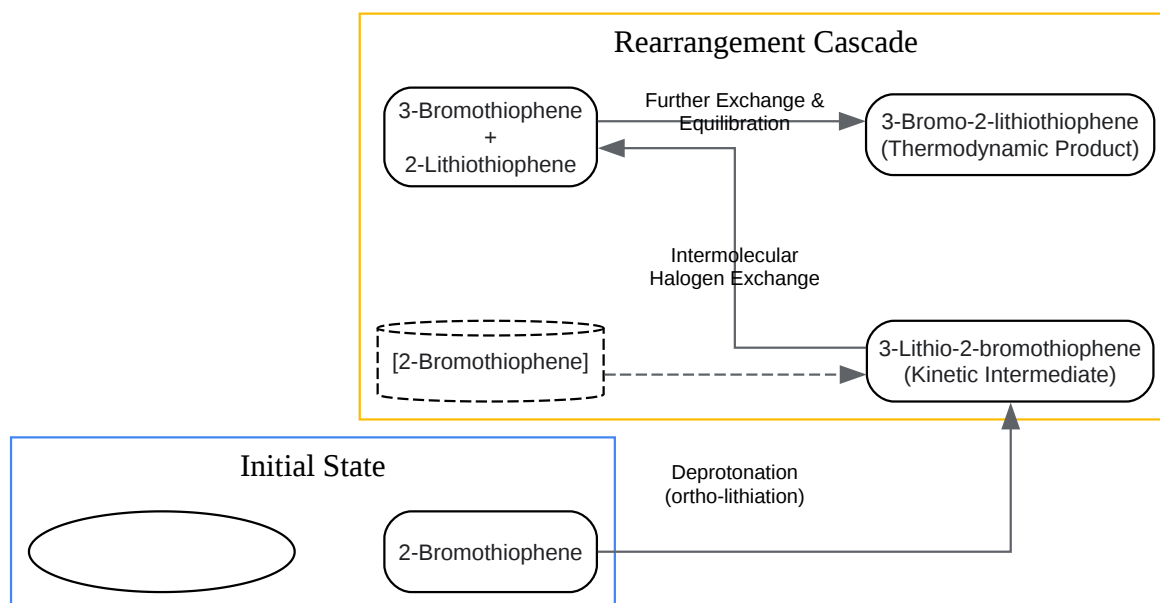 Rearrangement Cascade
3-Bromothiophene
+
2-Lithiothiophene
Further Exchange &
Equilibration
3-Bromo-2-lithiothiophene
(Thermodynamic Product)
Intermolecular
Halogen Exchange
[2-Bromothiophene]
3-Lithio-2-bromothiophene
(Kinetic Intermediate)
Initial State
Deprotonation
(ortho-lithiation)
2-Bromothiophene